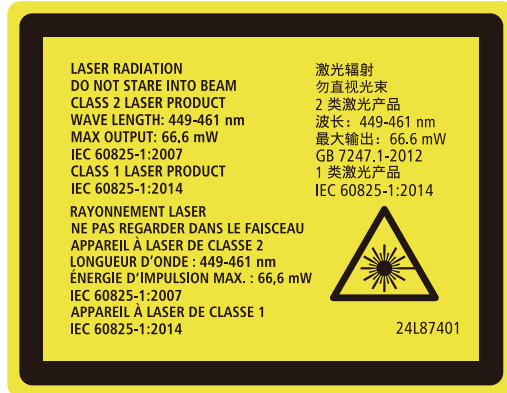 LASER RADIATION
DO NOT STARE INTO BEAM
CLASS 2 LASER PRODUCT
WAVE LENGTH: 449-461 nm
MAX OUTPUT: 66.6 mW
IEC 60825-1:2007
CLASS 1 LASER PRODUCT
IEC 60825-1:2014
RAYONNEMENT LASER
NE PAS REGARDER DANS LE FAISCEAU
APPAREIL À LASER DE CLASSE 2
LONGUEUR D'ONDE : 449-461 nm
ÉNERGIE D'IMPULSION MAX. : 66,6 mW
IEC 60825-1:2007
APPAREIL À LASER DE CLASSE 1
IEC 60825-1:2014
激光辐射
勿直视光束
2 类激光产品
波长：449-461 nm
最大输出：66.6 mW
GB 7247.1-2012
1 类激光产品
IEC 60825-1:2014
24L87401